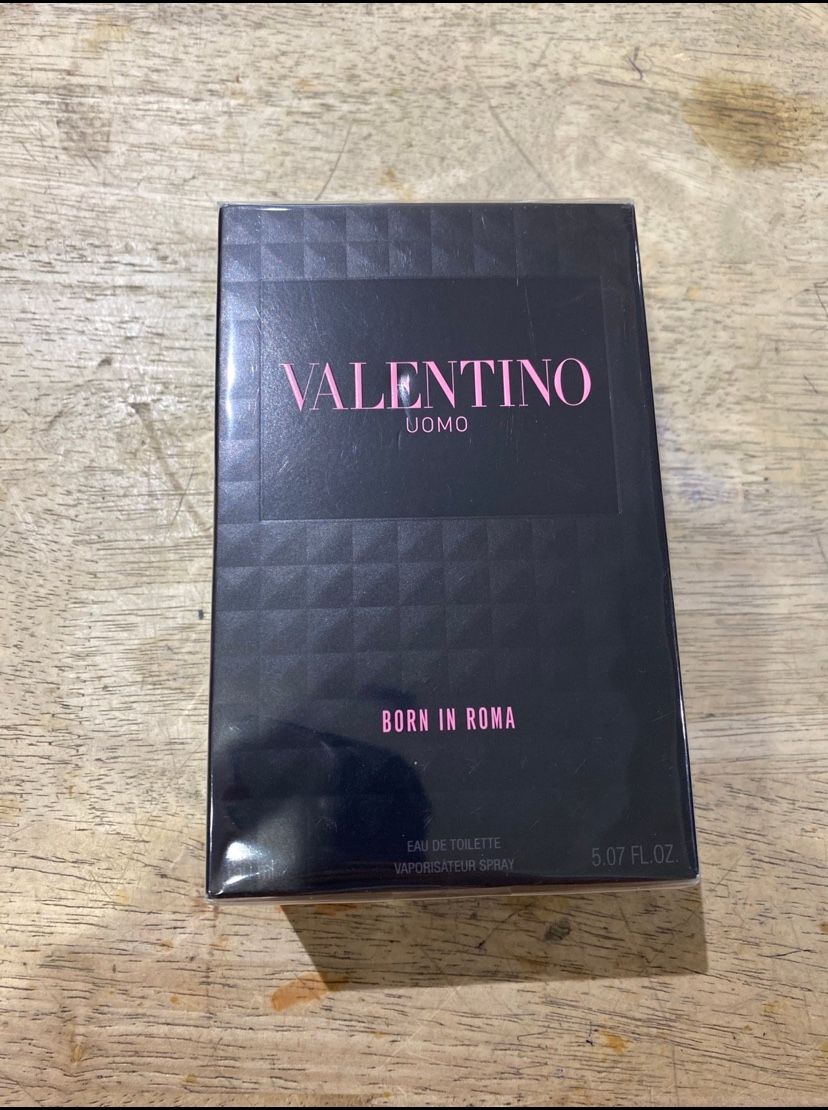 VALENTINO
UOMO
BORN IN ROMA
EAU DE TOILETTE
VAPORISATEUR SPRAY
5.07 FL.OZ.